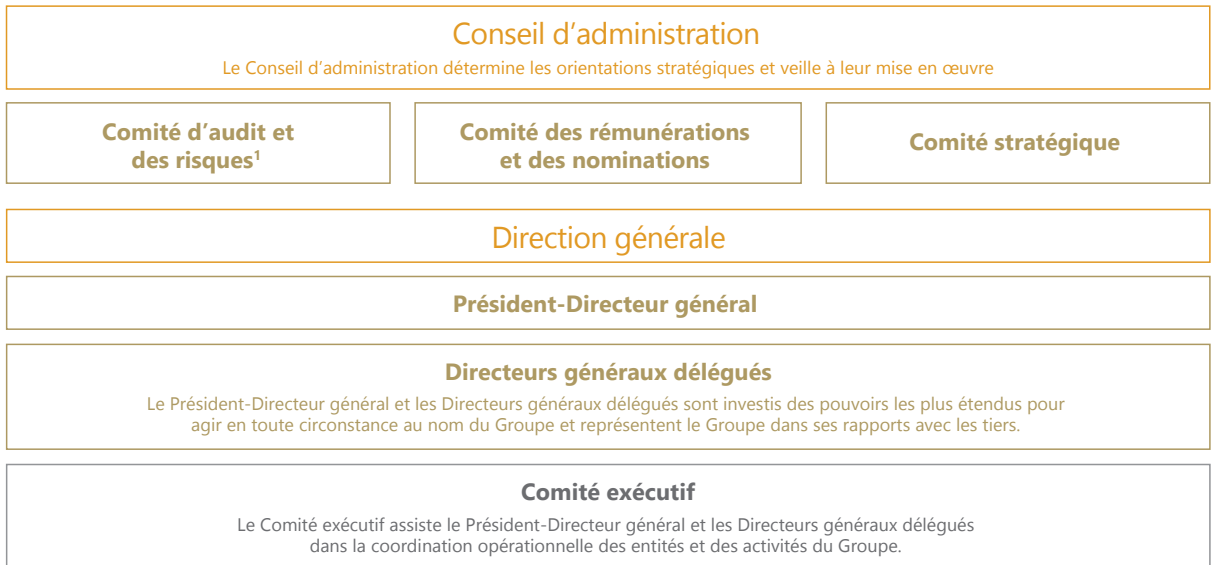 Conseil d’administration
Le Conseil d’administration détermine les orientations stratégiques et veille à leur mise en œuvre
Comité d’audit et
des risques¹
Comité des rémunérations
et des nominations
Comité stratégique
Direction générale
Président-Directeur général
Directeurs généraux délégués
Le Président-Directeur général et les Directeurs généraux délégués sont investis des pouvoirs les plus étendus pour
agir en toute circonstance au nom du Groupe et représentent le Groupe dans ses rapports avec les tiers.
Comité exécutif
Le Comité exécutif assiste le Président-Directeur général et les Directeurs généraux délégués
dans la coordination opérationnelle des entités et des activités du Groupe.